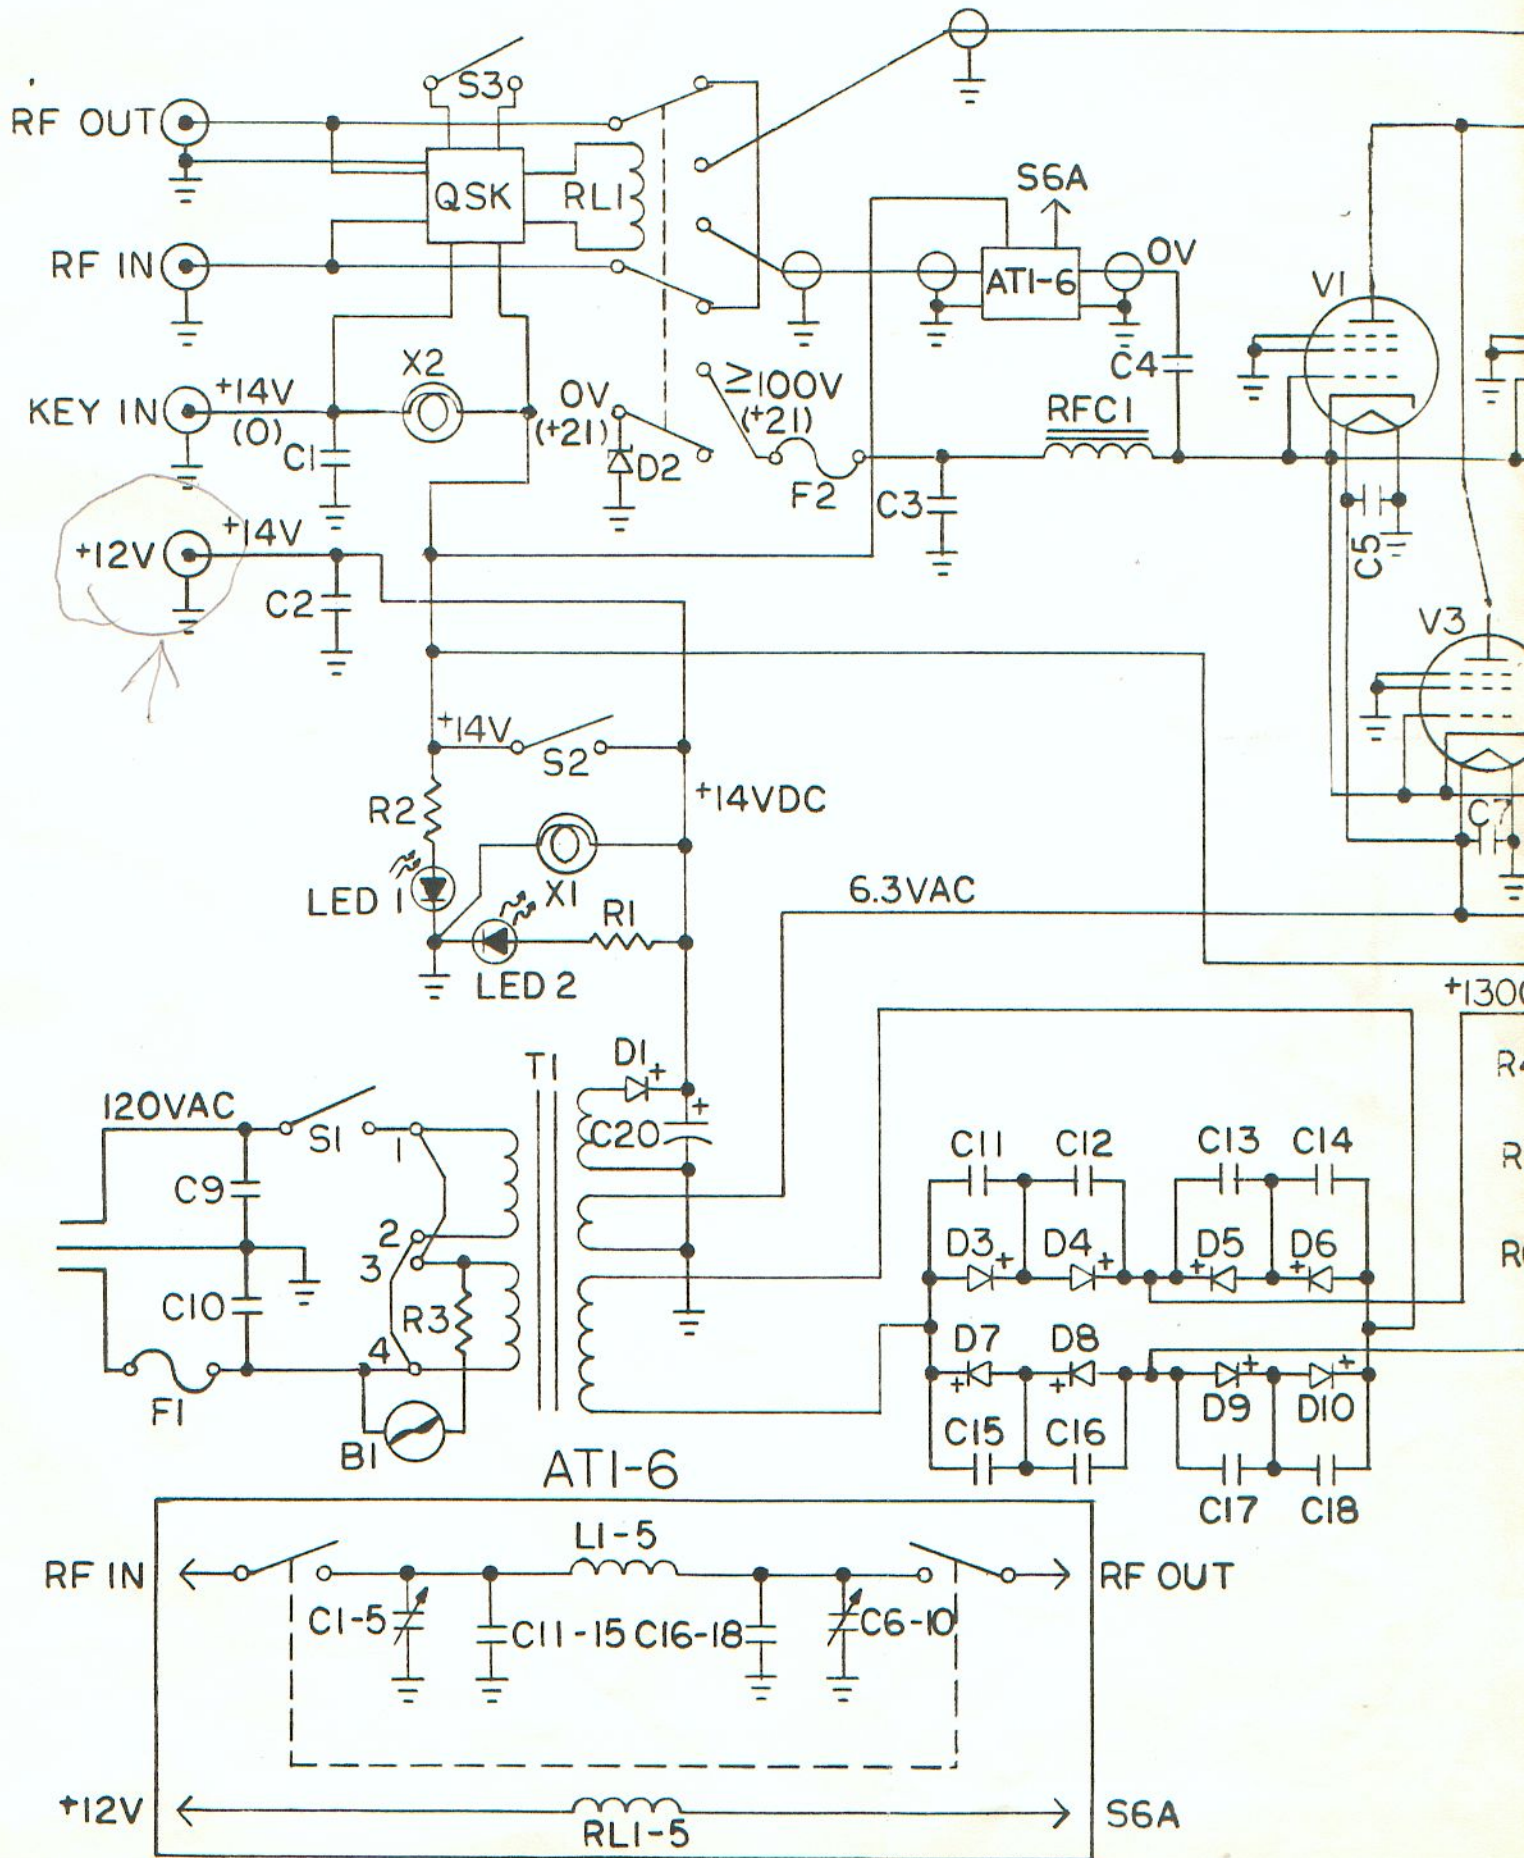 S3
RF OUT
QSK
RL1
S6A
RF IN
AT1-6
0V
V1
X2
C4
KEY IN
+14V
(0)
C1
0V
(+21)
D2
≥100V
(+21)
F2
RFC1
C3
+12V
+14V
C2
C5
V3
+14V
S2
R2
+14VDC
C7
LED 1
X1
R1
6.3VAC
LED 2
+1300
R4
T1
D1
+
120VAC
S1
1
C20
+
C9
2
3
C10
R3
4
F1
B1
C11
C12
C13
C14
R
D3
+
D4
+
+
D5
+
D6
D7
+
D8
+
D9
+
D10
+
C15
C16
C17
C18
AT1-6
RF IN
L1-5
RF OUT
C1-5
C11-15
C16-18
C6-10
+12V
RL1-5
S6A